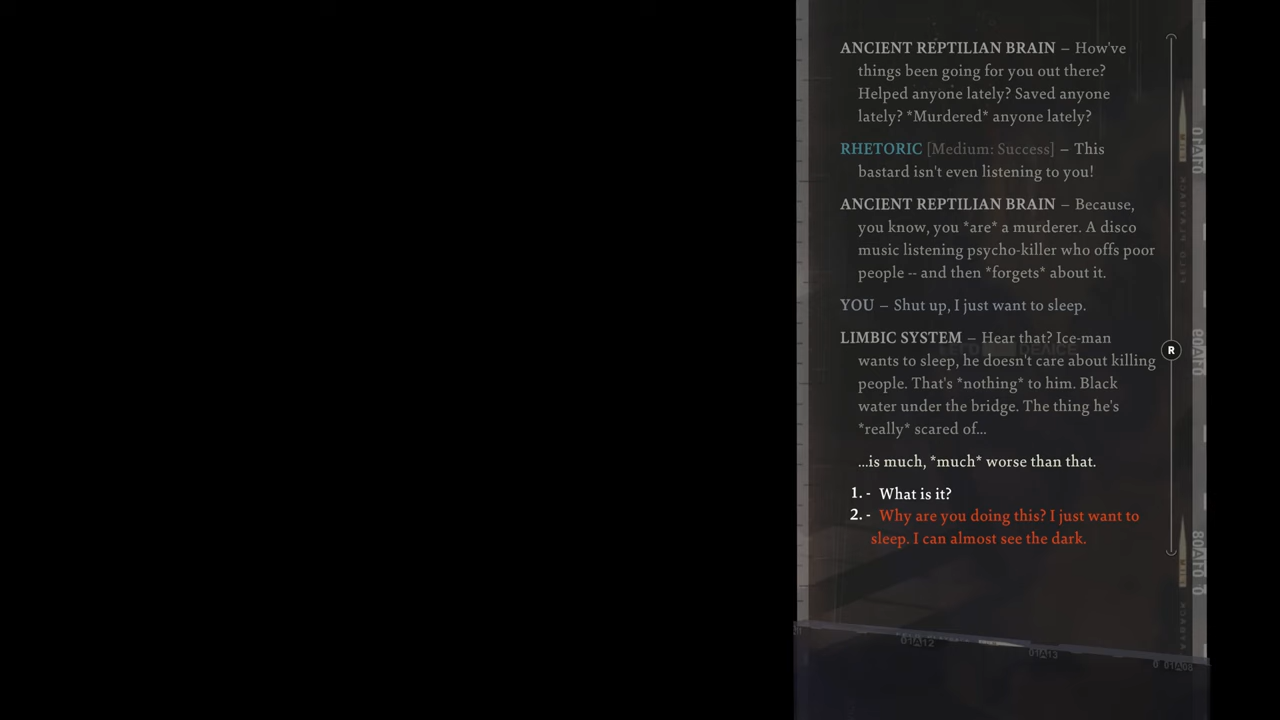 ANCIENT REPTILIAN BRAIN – How've
things been going for you out there?
Helped anyone lately? Saved anyone
lately? *Murdered* anyone lately?
RHETORIC [Medium: Success] – This
bastard isn't even listening to you!
ANCIENT REPTILIAN BRAIN – Because,
you know, you *are* a murderer. A disco
music listening psycho-killer who offs poor
people -- and then *forgets* about it.
YOU – Shut up, I just want to sleep.
LIMBIC SYSTEM – Hear that? Ice-man
wants to sleep, he doesn't care about killing
people. That's *nothing* to him. Black
water under the bridge. The thing he's
*really* scared of...
...is much, *much* worse than that.
1. - What is it?
2. - Why are you doing this? I just want to
sleep. I can almost see the dark.
R